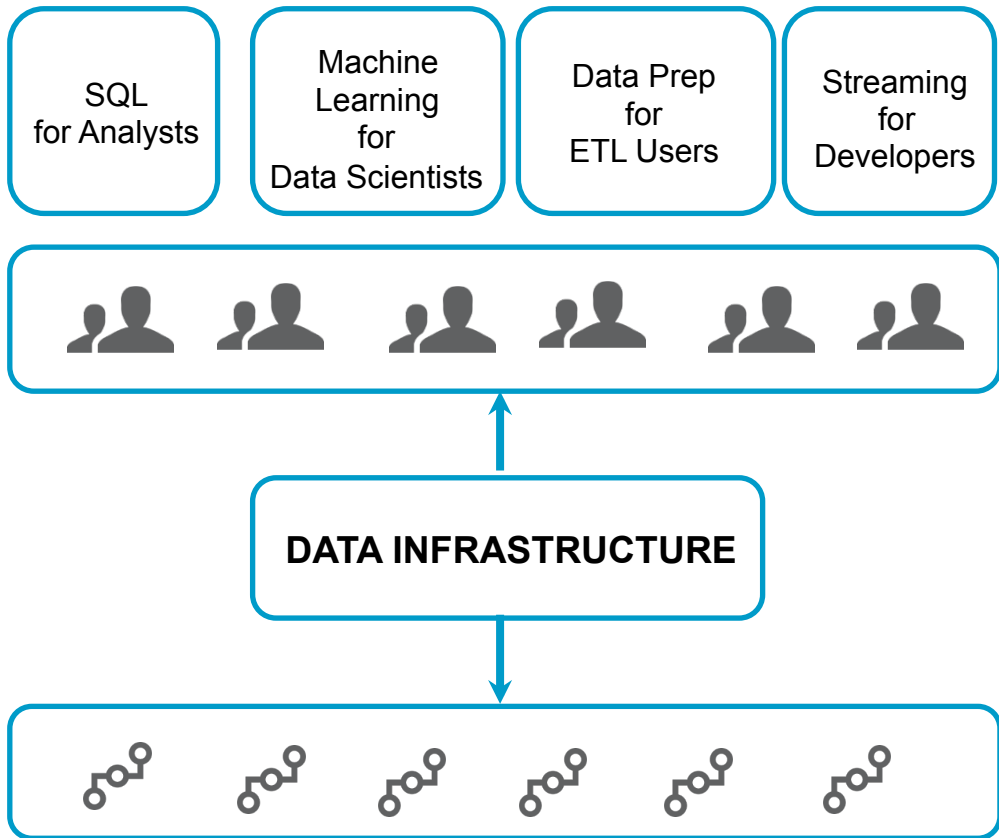 SQL
for Analysts
Machine
Learning
for
Data Scientists
Data Prep
for
ETL Users
Streaming
for
Developers
DATA INFRASTRUCTURE